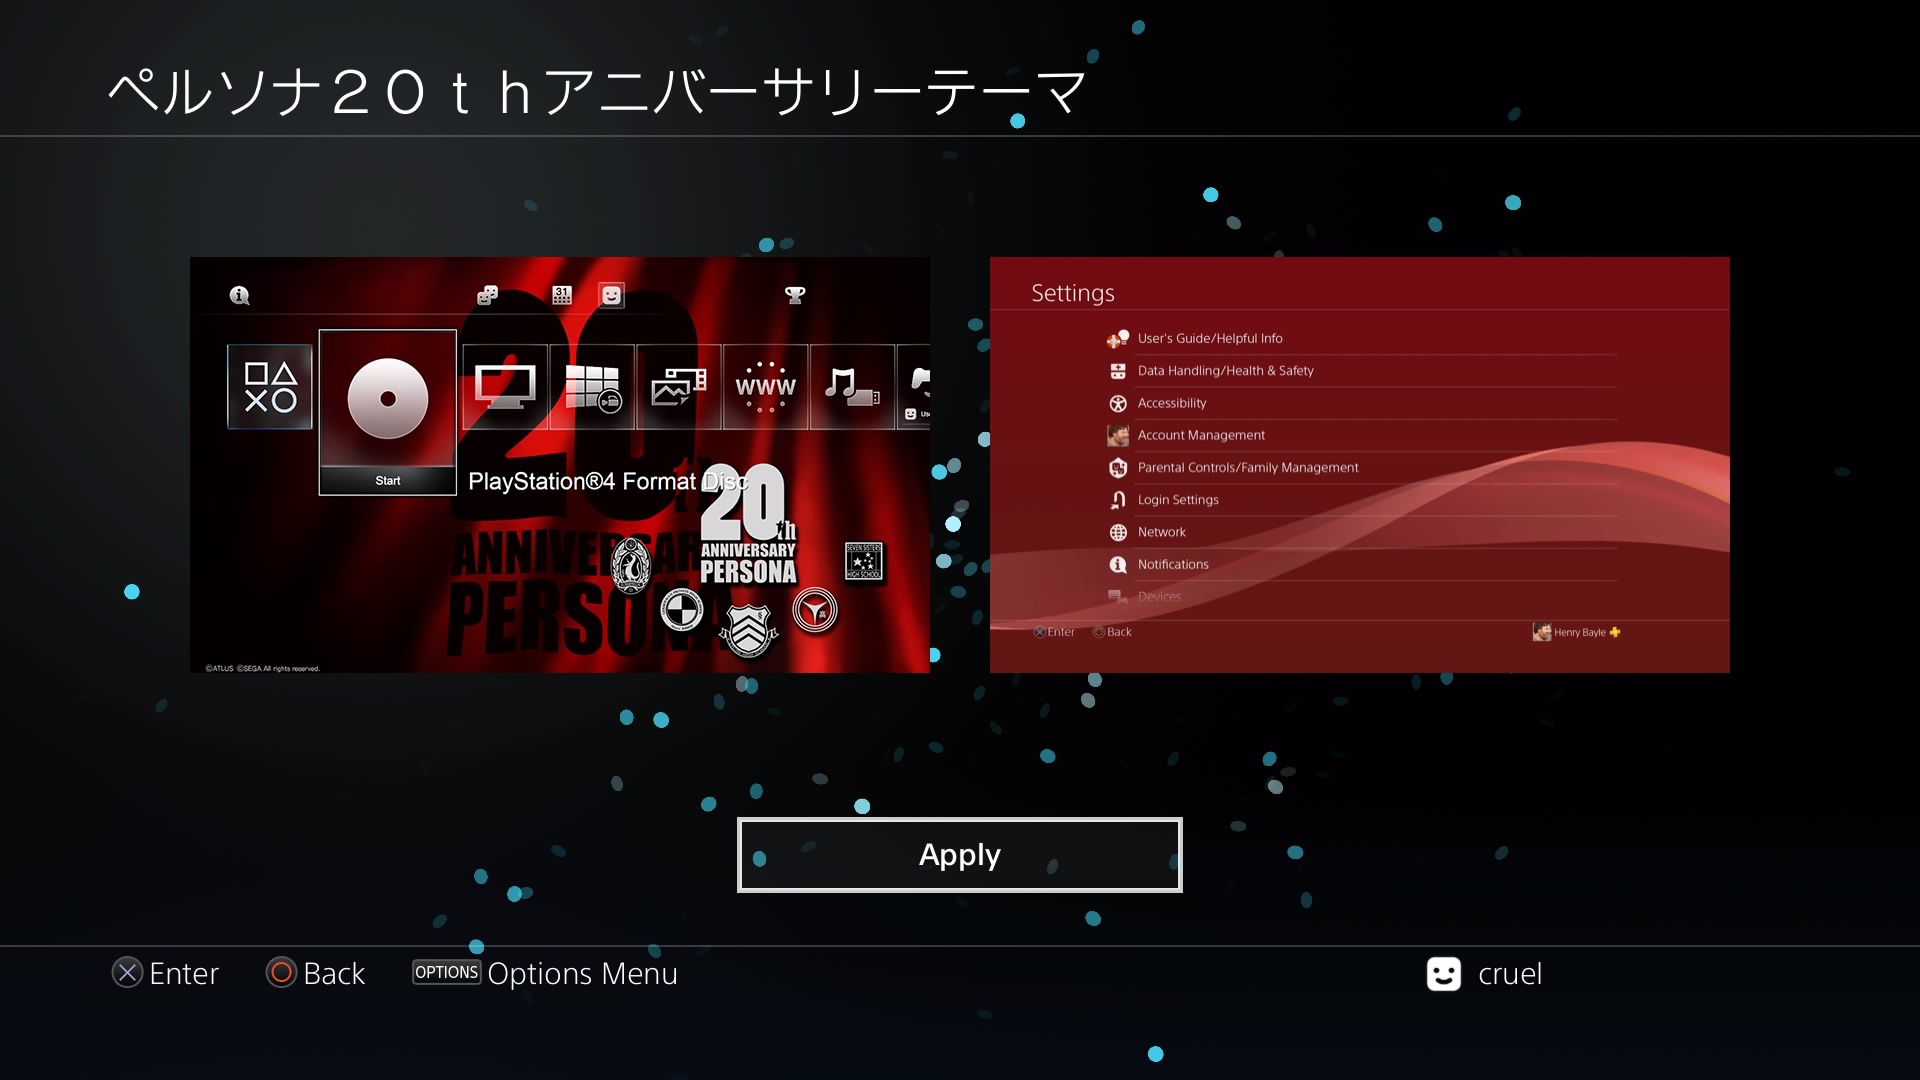 ペルソナ２０ｔｈアニバーサリーテーマ
31
WWW
Start
PlayStation®4 Format Disc
20th
ANNIVERSARY
PERSONA
20th
ANNIVERSARY
PERSONA
SEVEN SISTERS
HIGH SCHOOL
©ATLUS ©SEGA All rights reserved.
Settings
User's Guide/Helpful Info
Data Handling/Health & Safety
Accessibility
Account Management
Parental Controls/Family Management
Login Settings
Network
Notifications
Devices
Enter Back
Henry Bayle
Apply
Enter Back OPTIONS Options Menu
cruel